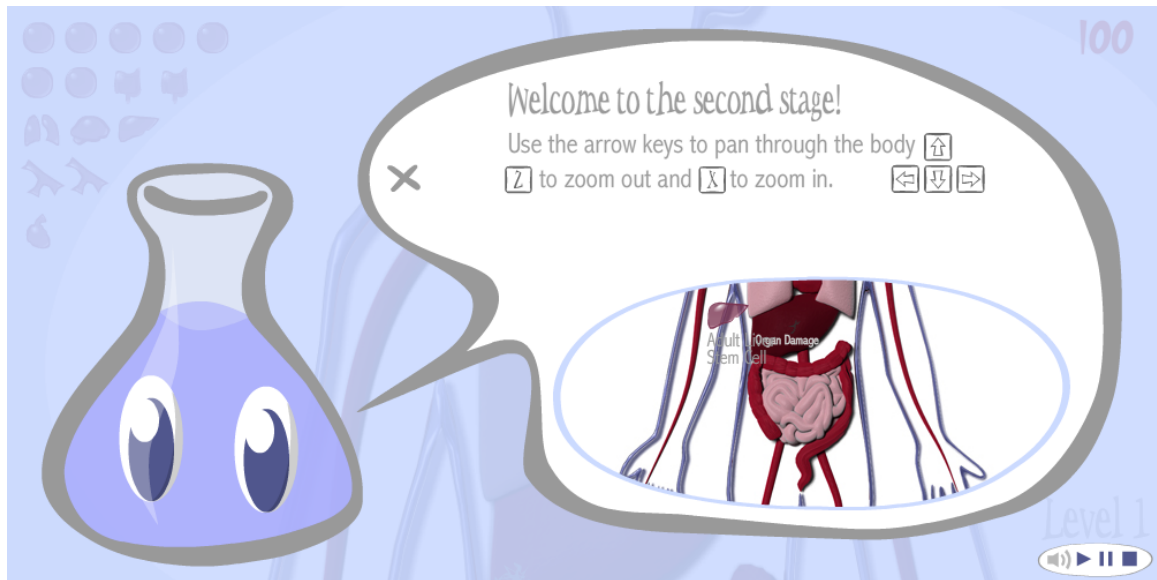 100
Welcome to the second stage!
Use the arrow keys to pan through the body
Z to zoom out and X to zoom in.
Adult Liver
Organ Damage
Stem Cell
Level 1